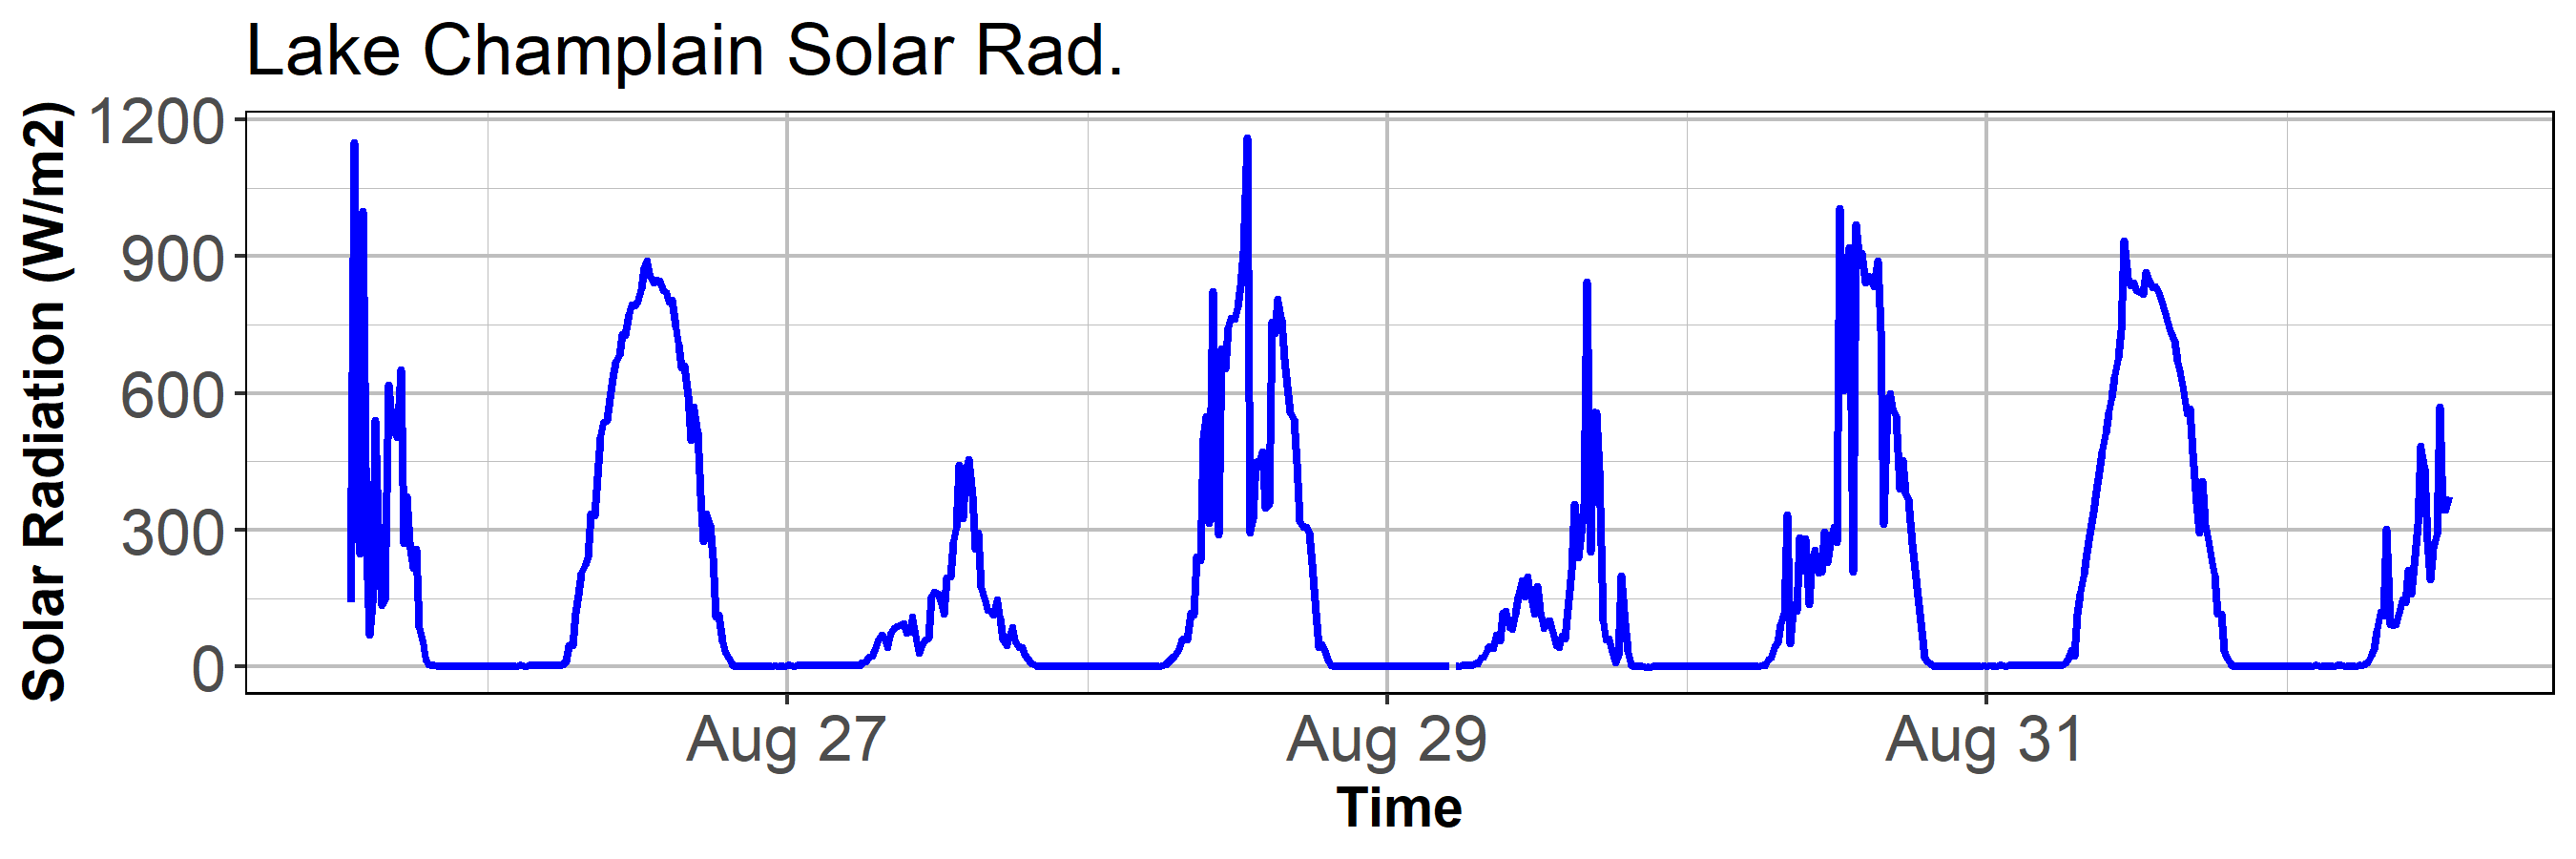 Lake Champlain Solar Rad.
Solar Radiation (W/m2)
1200
900
600
300
0
Aug 27 Aug 29 Aug 31
Time